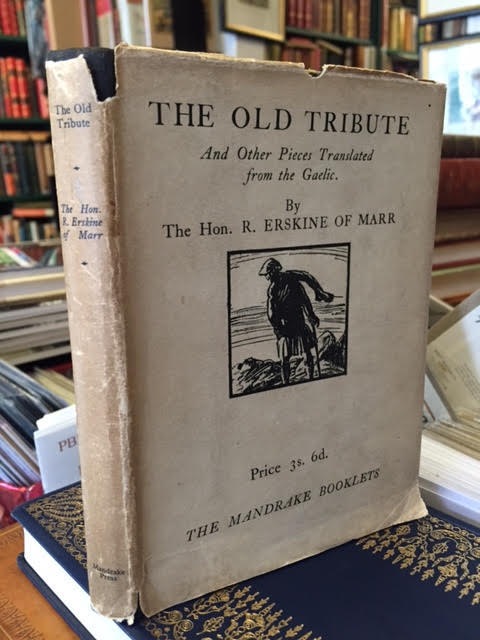 The Old
Tribute
The Hon.
R. Erskine
of Marr
Mandrake
Press
THE OLD TRIBUTE
And Other Pieces Translated
from the Gaelic.
By
The Hon. R. ERSKINE OF MARR
Price 3s. 6d.
THE MANDRAKE BOOKLETS
PB